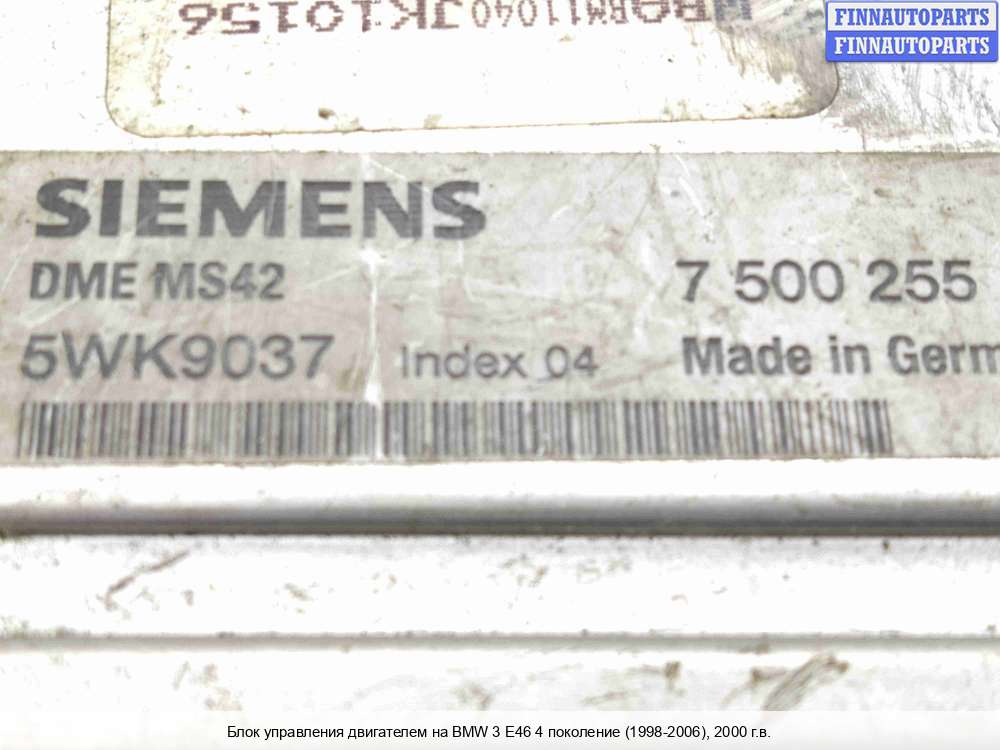 FINNAUTOPARTS
FINNAUTOPARTS
JK10156
SIEMENS
DME MS42
7 500 255
5WK9037
Index 04
Made in Germ
Блок управления двигателем на BMW 3 E46 4 поколение (1998-2006), 2000 г.в.